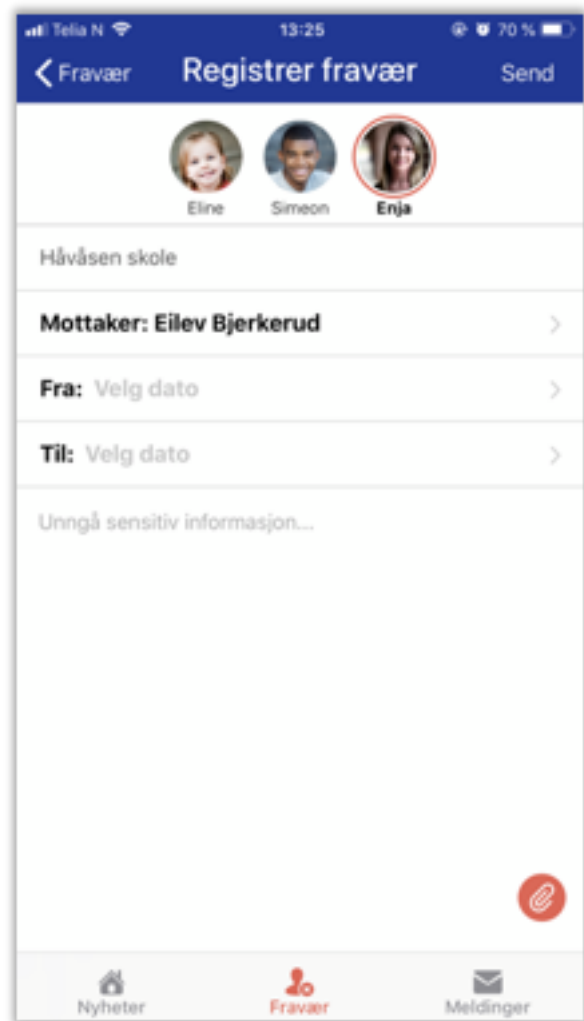 Telia N 13:25 70 %
Fravær Registrer fravær Send
Eline Simeon Enja
Håvåsen skole
Mottaker: Eilev Bjerkerud
Fra: Velg dato
Til: Velg dato
Unngå sensitiv informasjon...
Nyheter Fravær Meldinger